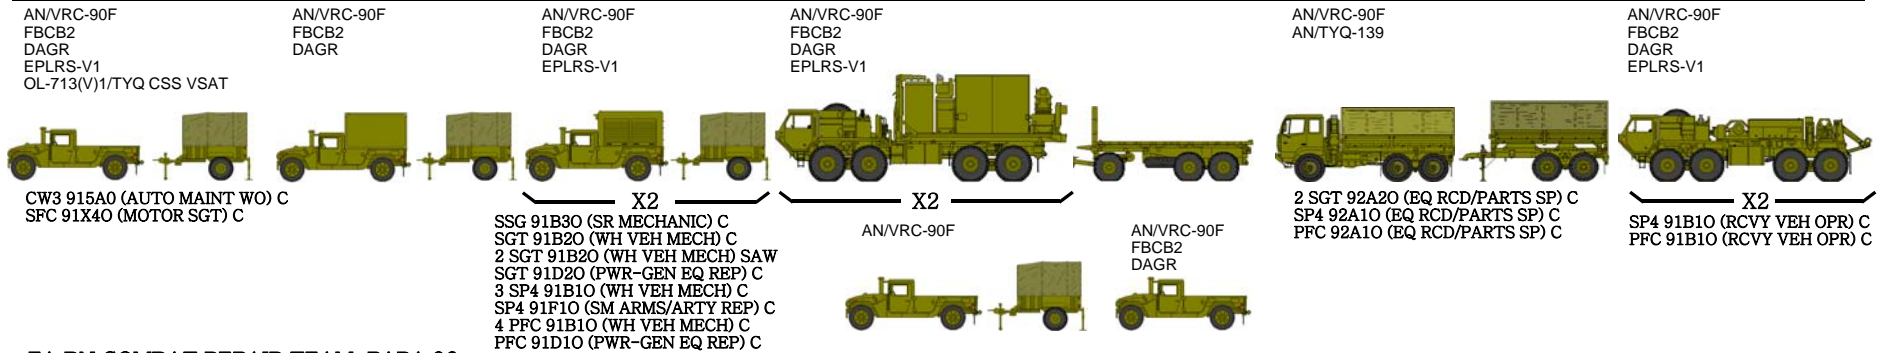 AN/VRC-90F
FBCB2
DAGR
EPLRS-V1
OL-713(V)1/TYQ CSS VSAT
AN/VRC-90F
FBCB2
DAGR
AN/VRC-90F
FBCB2
DAGR
EPLRS-V1
AN/VRC-90F
FBCB2
DAGR
EPLRS-V1
AN/VRC-90F
AN/TYQ-139
AN/VRC-90F
FBCB2
DAGR
EPLRS-V1
CW3 915A0 (AUTO MAINT WO) C
SFC 91X40 (MOTOR SGT) C
X2
SSG 91B30 (SR MECHANIC) C
SGT 91B20 (WH VEH MECH) C
2 SGT 91B20 (WH VEH MECH) SAW
SGT 91D20 (PWR-GEN EQ REP) C
3 SP4 91B10 (WH VEH MECH) C
SP4 91F10 (SM ARMS/ARTY REP) C
4 PFC 91B10 (WH VEH MECH) C
PFC 91D10 (PWR-GEN EQ REP) C
X2
AN/VRC-90F
AN/VRC-90F
FBCB2
DAGR
2 SGT 92A20 (EQ RCD/PARTS SP) C
SP4 92A10 (EQ RCD/PARTS SP) C
PFC 92A10 (EQ RCD/PARTS SP) C
X2
SP4 91B10 (RCVY VEH OPR) C
PFC 91B10 (RCVY VEH OPR) C